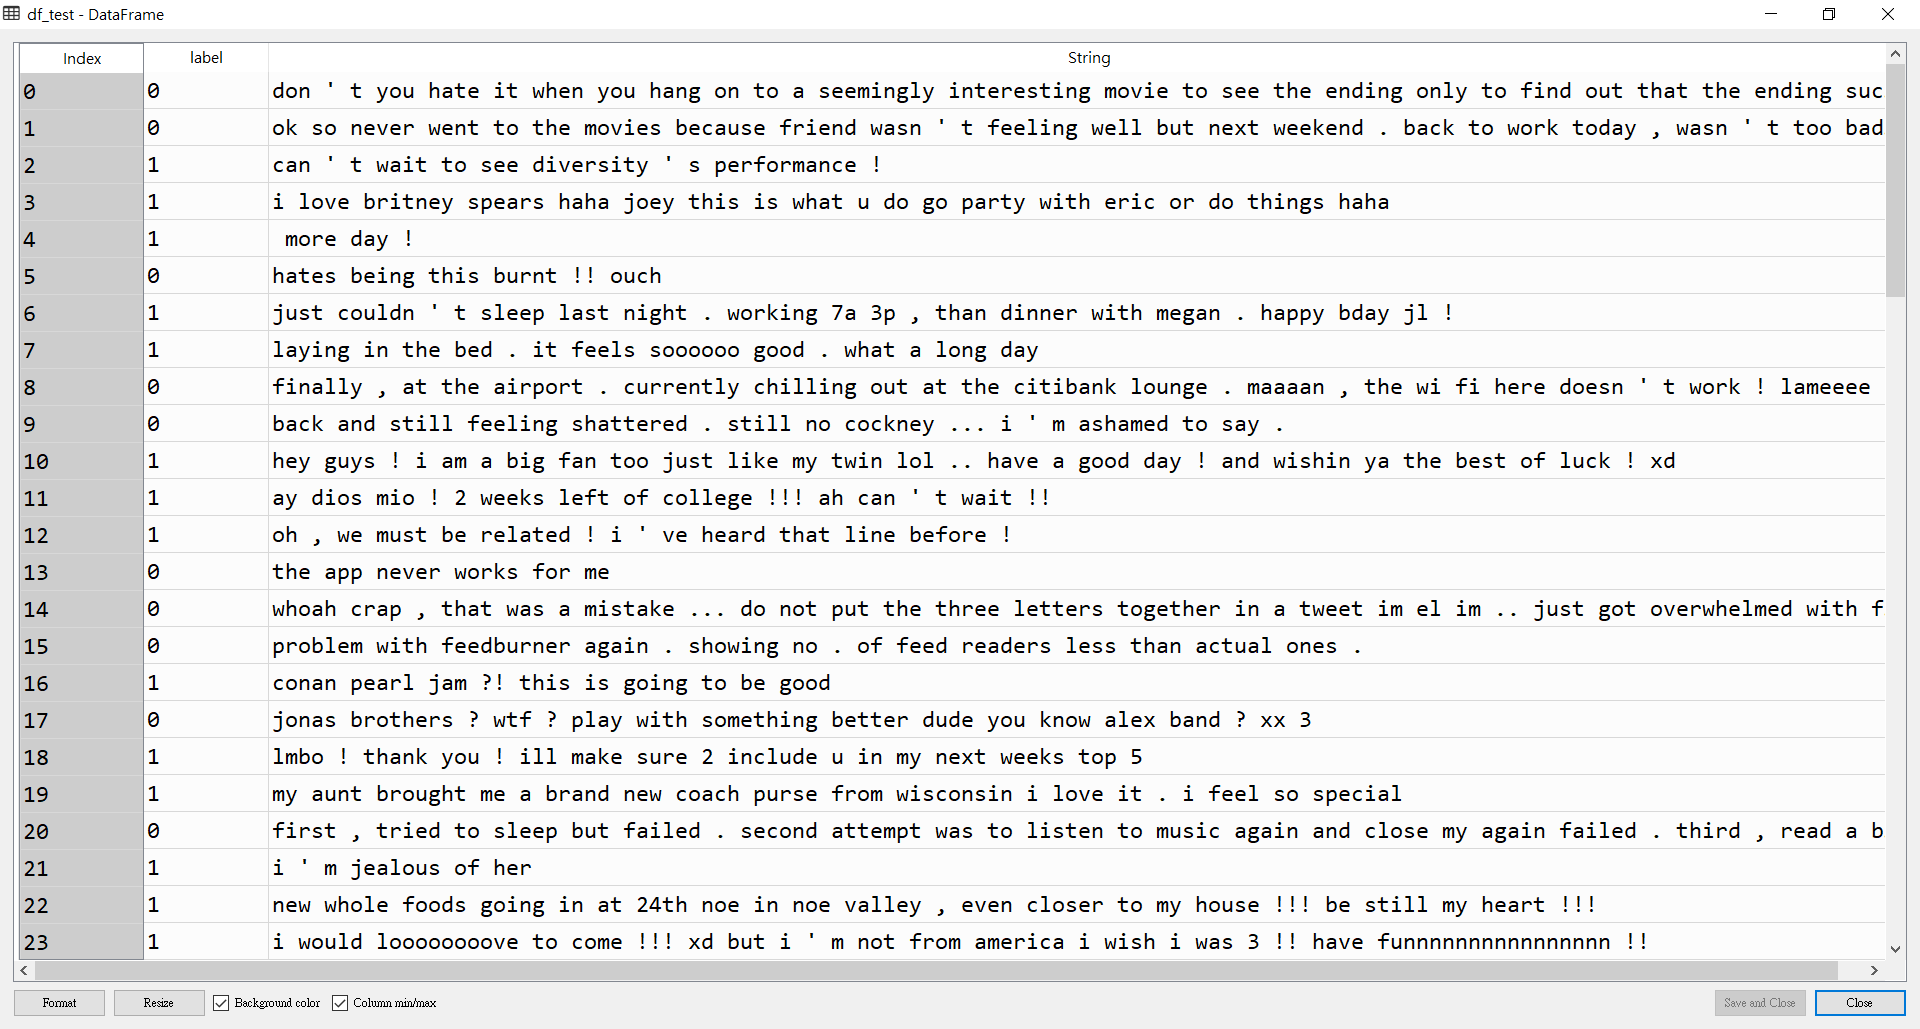 df_test - DataFrame
Index label String
0 0 don ' t you hate it when you hang on to a seemingly interesting movie to see the ending only to find out that the ending suc
1 0 ok so never went to the movies because friend wasn ' t feeling well but next weekend . back to work today , wasn ' t too bad
2 1 can ' t wait to see diversity ' s performance !
3 1 i love britney spears haha joey this is what u do go party with eric or do things haha
4 1 more day !
5 0 hates being this burnt !! ouch
6 1 just couldn ' t sleep last night . working 7a 3p , than dinner with megan . happy bday jl !
7 1 laying in the bed . it feels soooooo good . what a long day
8 0 finally , at the airport . currently chilling out at the citibank lounge . maaaan , the wi fi here doesn ' t work ! lameeee
9 0 back and still feeling shattered . still no cockney ... i ' m ashamed to say .
10 1 hey guys ! i am a big fan too just like my twin lol .. have a good day ! and wishin ya the best of luck ! xd
11 1 ay dios mio ! 2 weeks left of college !!! ah can ' t wait !!
12 1 oh , we must be related ! i ' ve heard that line before !
13 0 the app never works for me
14 0 whoah crap , that was a mistake ... do not put the three letters together in a tweet im el im .. just got overwhelmed with f
15 0 problem with feedburner again . showing no . of feed readers less than actual ones .
16 1 conan pearl jam ?! this is going to be good
17 0 jonas brothers ? wtf ? play with something better dude you know alex band ? xx 3
18 1 lmbo ! thank you ! ill make sure 2 include u in my next weeks top 5
19 1 my aunt brought me a brand new coach purse from wisconsin i love it . i feel so special
20 0 first , tried to sleep but failed . second attempt was to listen to music again and close my again failed . third , read a b
21 1 i ' m jealous of her
22 1 new whole foods going in at 24th noe in noe valley , even closer to my house !!! be still my heart !!!
23 1 i would loooooooove to come !!! xd but i ' m not from america i wish i was 3 !! have funnnnnnnnnnnnnnnn !!
Format Resize Background color Column min/max Save and Close Close